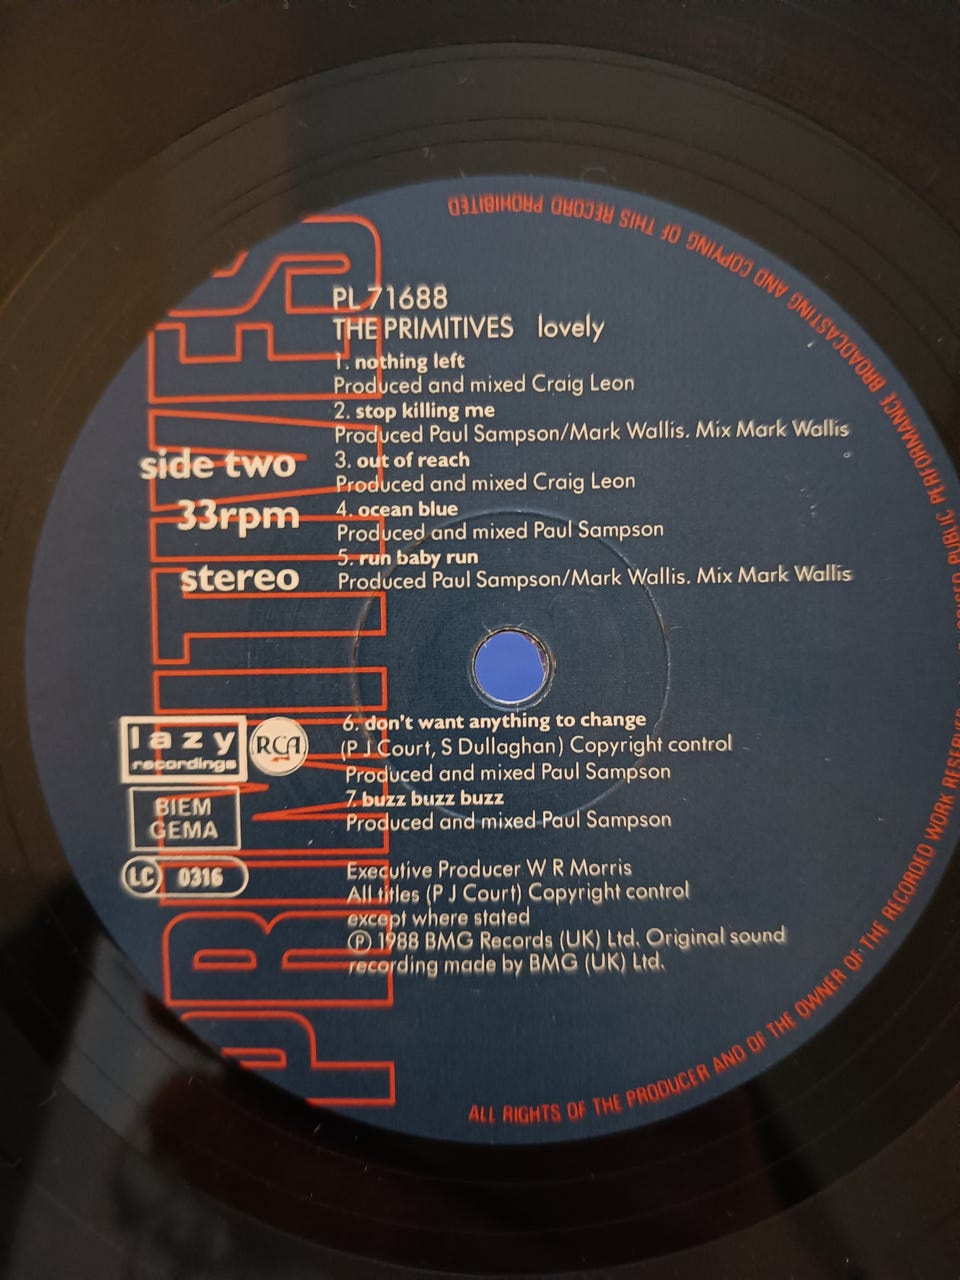 PRIMITIVES
PL 71688
THE PRIMITIVES lovely
1. nothing left
Produced and mixed Craig Leon
2. stop killing me
Produced Paul Sampson/Mark Wallis. Mix Mark Wallis
3. out of reach
Produced and mixed Craig Leon
4. ocean blue
Produced and mixed Paul Sampson
5. run baby run
Produced Paul Sampson/Mark Wallis. Mix Mark Wallis
side two
33rpm
stereo
6. don't want anything to change
(P J Court, S Dullaghan) Copyright control
Produced and mixed Paul Sampson
7. buzz buzz buzz
Produced and mixed Paul Sampson
lazy
recordings
RCA
BIEM
GEMA
LC 0316
Executive Producer W R Morris
All titles (P J Court) Copyright control
except where stated
Ⓟ 1988 BMG Records (UK) Ltd. Original sound
recording made by BMG (UK) Ltd.
ALL RIGHTS OF THE PRODUCER AND OF THE OWNER OF THE RECORDED WORK RESERVED PUBLIC PERFORMANCE BROADCASTING AND COPYING OF THIS RECORD PROHIBITED